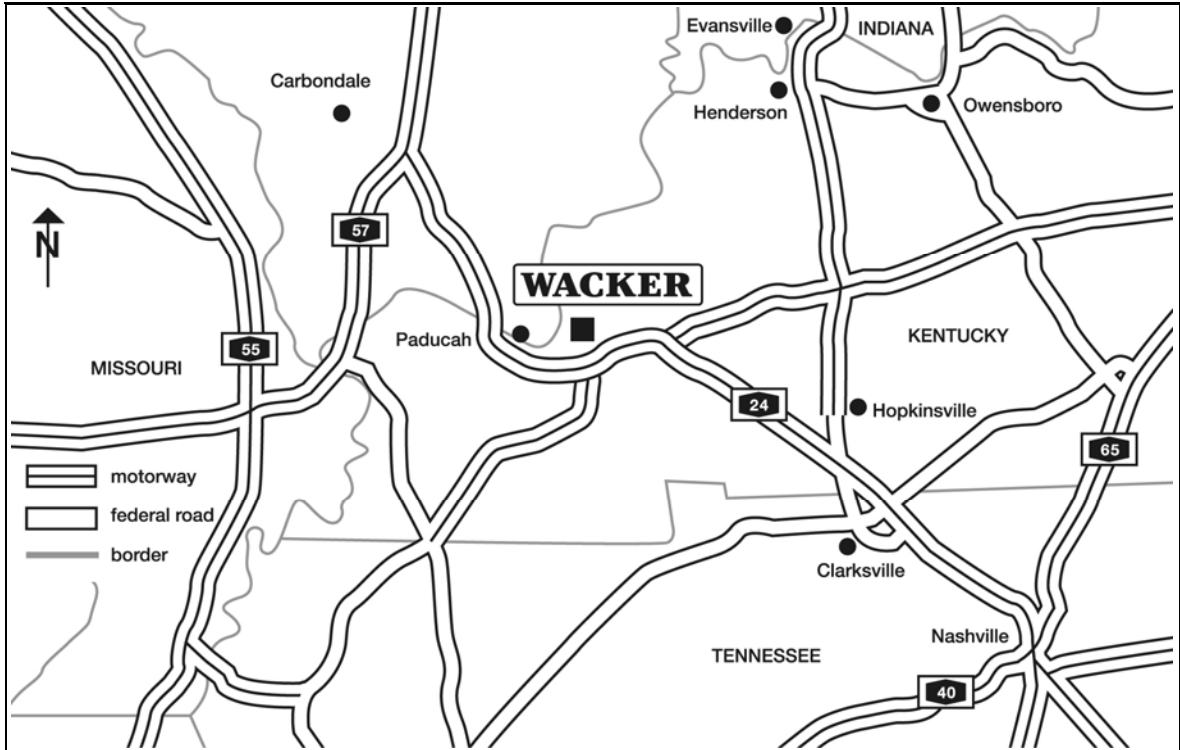 Evansville
INDIANA
Carbondale
Henderson
Owensboro
N
57
WACKER
Paducah
KENTUCKY
55
MISSOURI
24
Hopkinsville
65
motorway
federal road
border
Clarksville
Nashville
TENNESSEE
40